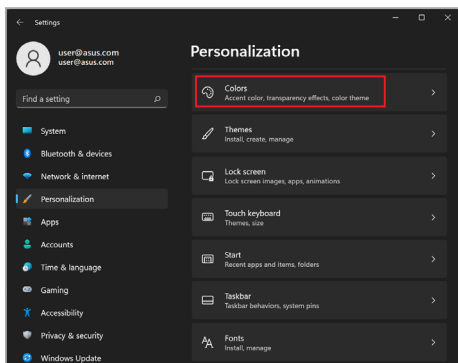 Settings
user@asus.com
user@asus.com
Find a setting
System
Bluetooth & devices
Network & internet
Personalization
Apps
Accounts
Time & language
Gaming
Accessibility
Privacy & security
Windows Update
Personalization
Colors
Accent color, transparency effects, color theme
Themes
Install, create, manage
Lock screen
Lock screen images, apps, animations
Touch keyboard
Themes, size
Start
Recent apps and items, folders
Taskbar
Taskbar behaviors, system pins
Fonts
Install, manage